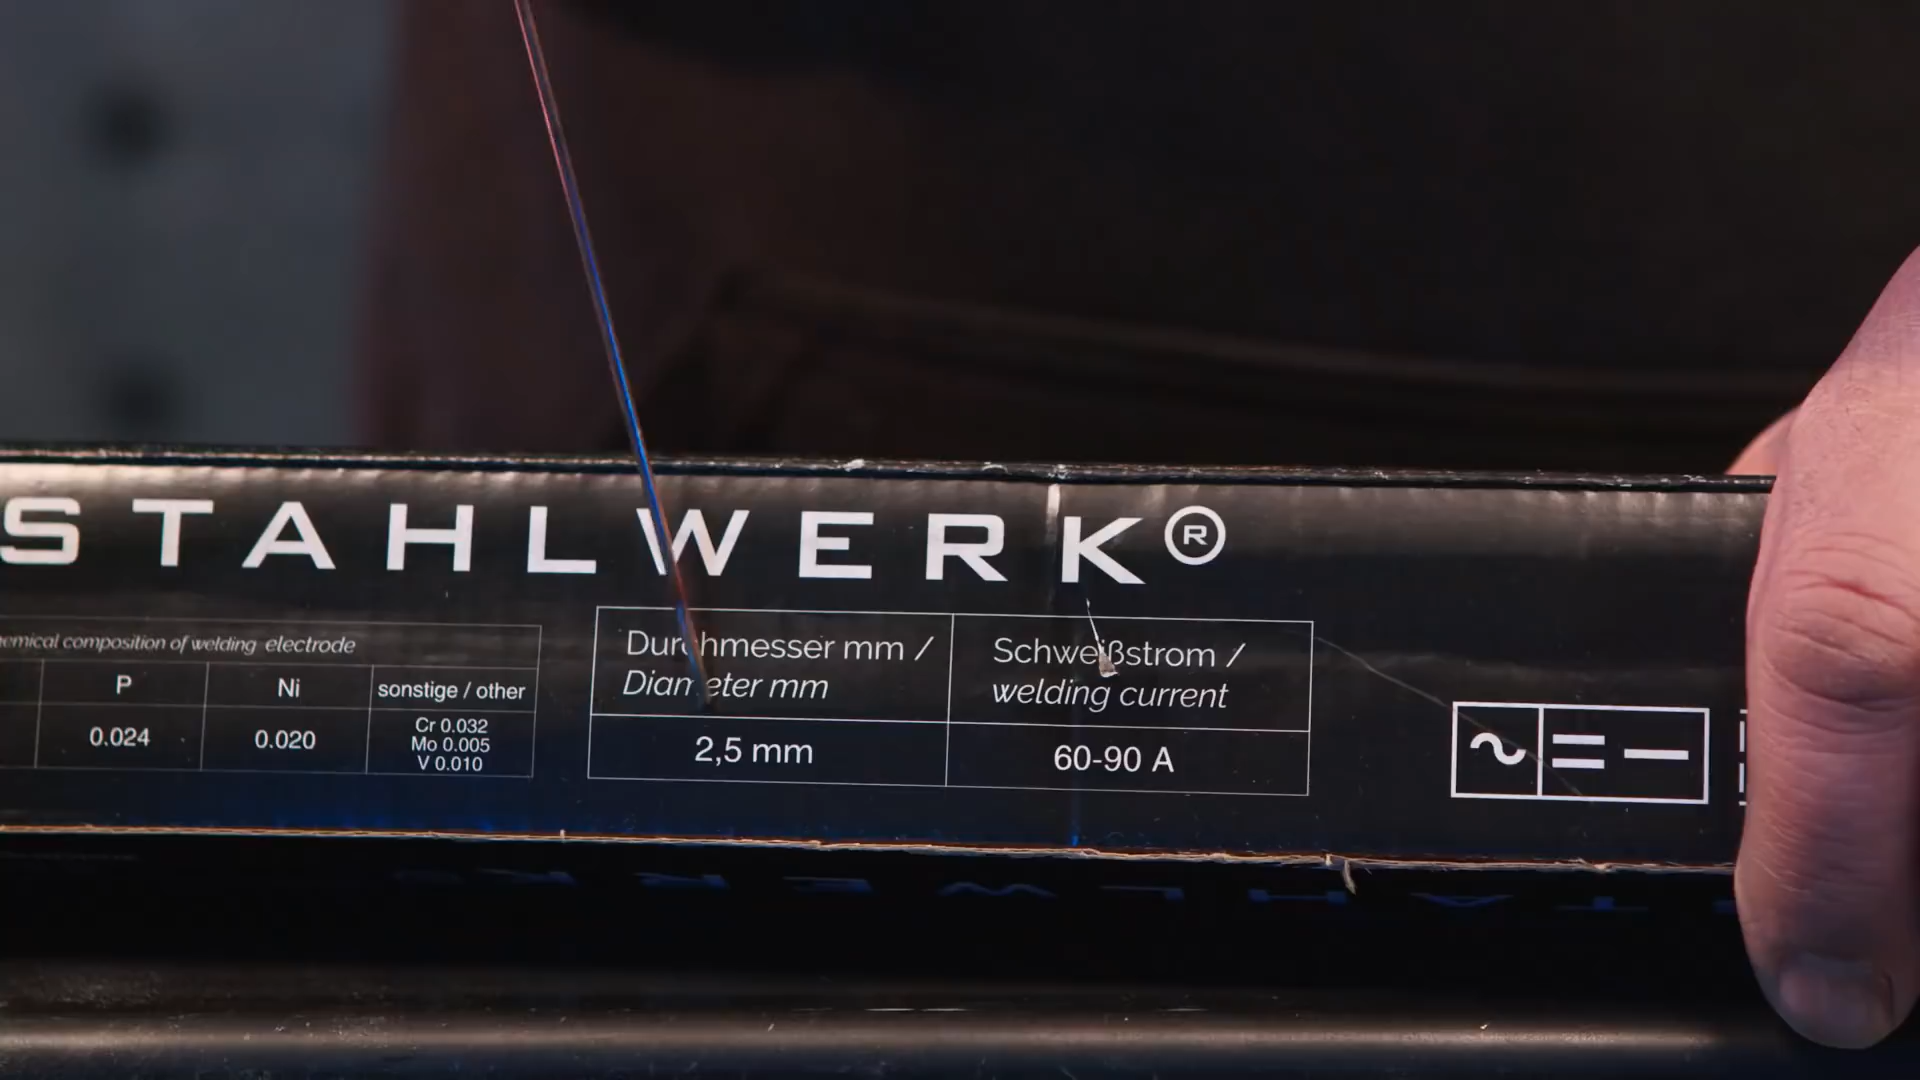 STAHLWERK®
chemical composition of welding electrode
P Ni sonstige / other
0.024 0.020 Cr 0.032
Mo 0.005
V 0.010
Durchmesser mm /
Diameter mm
2,5 mm
Schweißstrom /
welding current
60-90 A